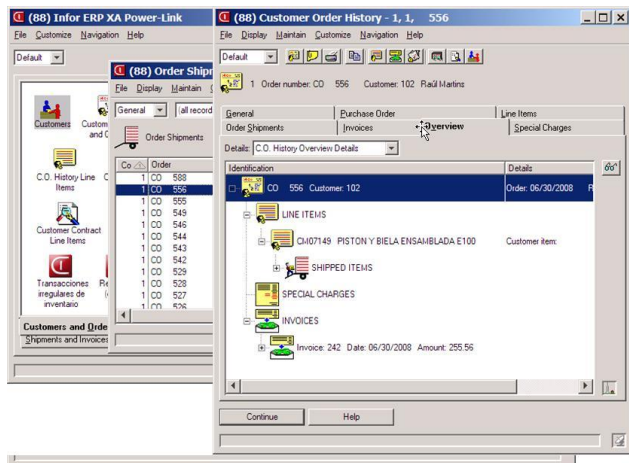 (88) Infor ERP XA Power-Link
File Customize Navigation Help
Default
Customers
C.O. History Line
Items
Customer Contract
Line Items
Transacciones
irregulares de
inventario
Customers and
Shipments and Invoices
(88) Order
File Display Maintain
General
(all record
Order Shipments
Co Order
1 CO 588
1 CO 556
1 CO 555
1 CO 549
1 CO 546
1 CO 544
1 CO 543
1 CO 542
1 CO 529
1 CO 528
1 CO 527
1 CO 526
(88) Customer Order History - 1, 1, 556
File Display Maintain Customize Navigation Help
Default
1 Order number: CO 556 Customer: 102 Raúl Martins
General Purchase Order Line Items
Order Shipments Invoices Overview Special Charges
Details: C.O. History Overview Details
Identification Details
CO 556 Customer: 102 Order: 06/30/2008 R
LINE ITEMS
CM07149 PISTON Y BIELA ENSAMBLADA E100 Customer item:
SHIPPED ITEMS
SPECIAL CHARGES
INVOICES
Invoice: 242 Date: 06/30/2008 Amount: 255.56
Continue Help